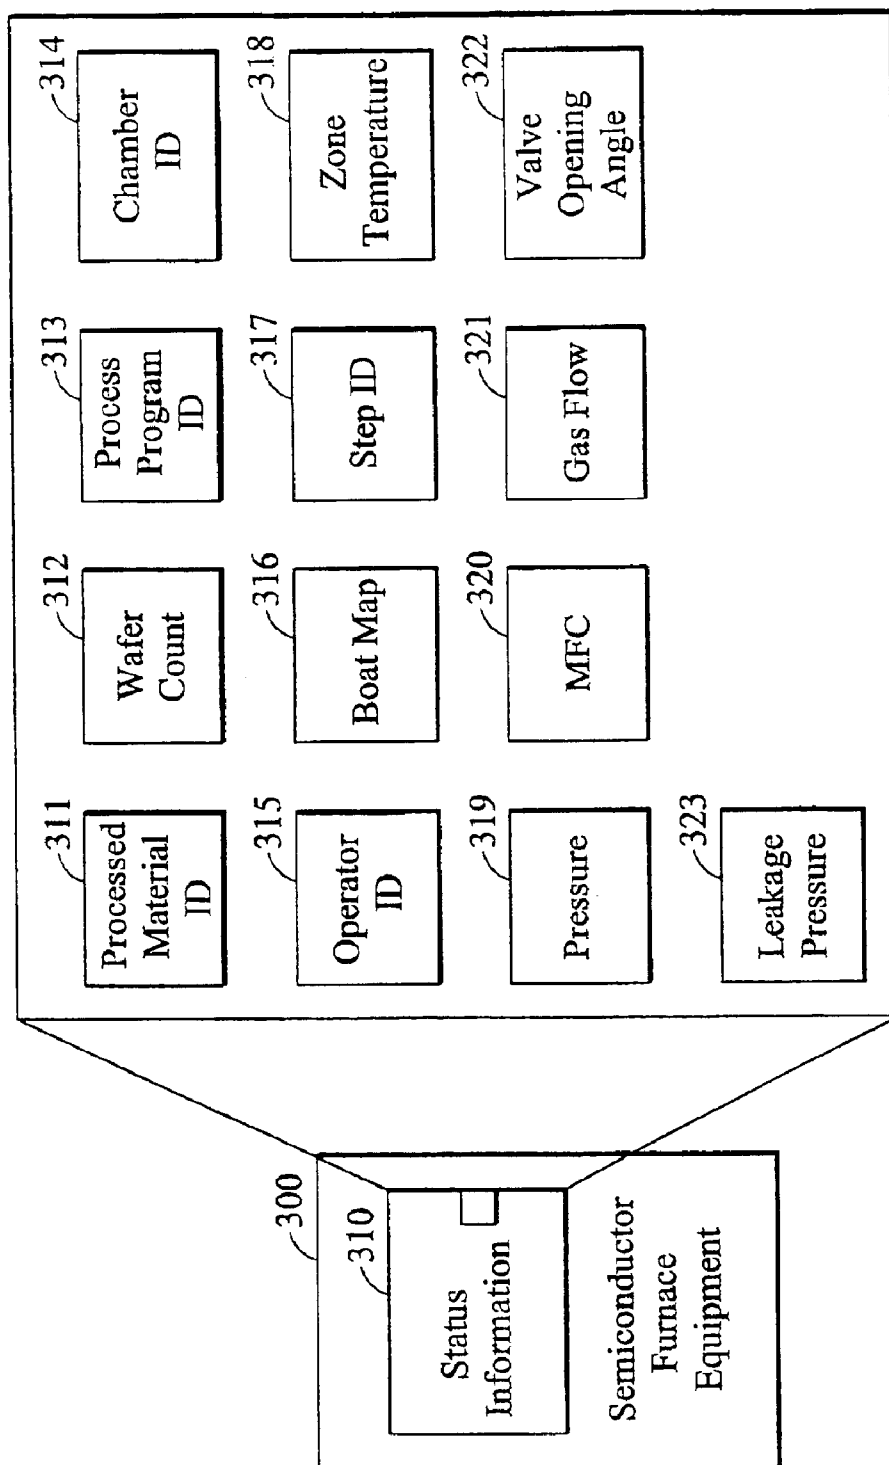 300
310
Status
Information
Semiconductor
Furnace
Equipment
311
Processed
Material
ID
312
Wafer
Count
313
Process
Program
ID
314
Chamber
ID
315
Operator
ID
316
Boat Map
317
Step ID
318
Zone
Temperature
319
Pressure
320
MFC
321
Gas Flow
322
Valve
Opening
Angle
323
Leakage
Pressure